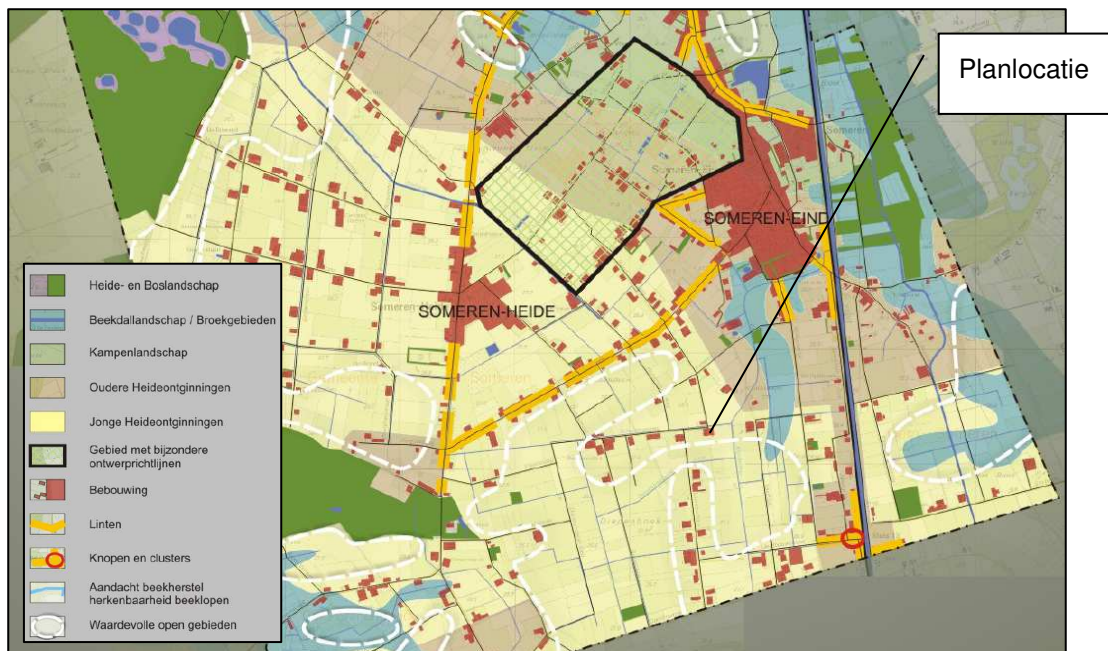 Planlocatie
SOMEREN-EIND
SOMEREN-HEIDE
Someren
Heide- en Boslandschap
Beekdallandschap / Broekgebieden
Kampenlandschap
Oudere Heideontginningen
Jonge Heideontginningen
Gebied met bijzondere
ontwerprichtlijnen
Bebouwing
Linten
Knopen en clusters
Aandacht beekherstel
herkenbaarheid beeklopen
Waardevolle open gebieden